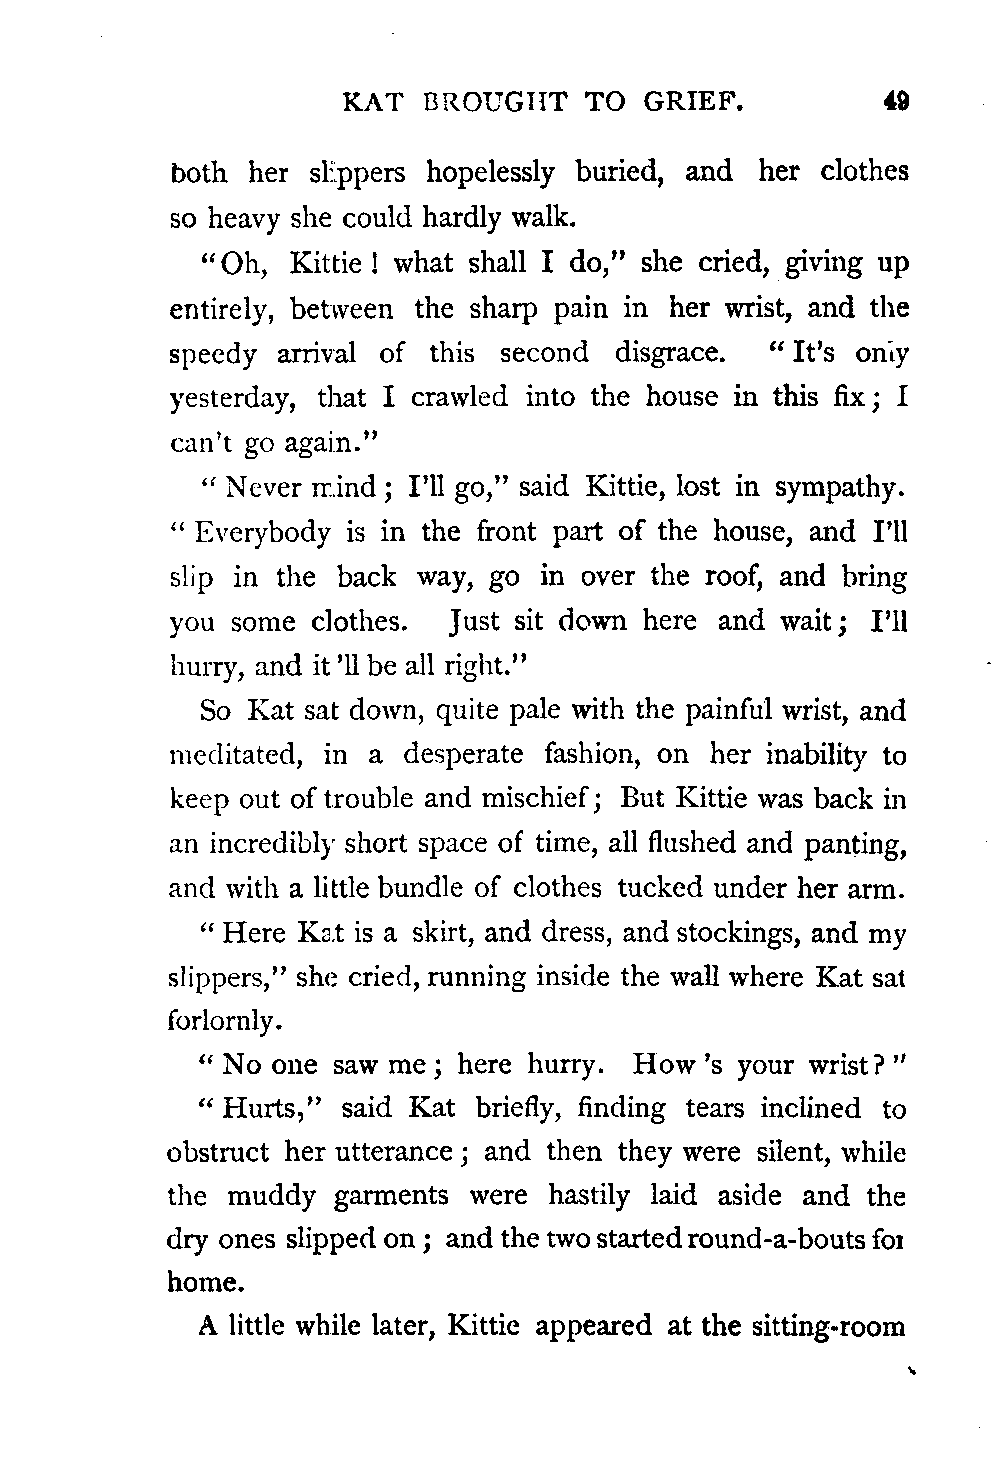 KAT BROUGHT TO GRIEF. 49
both her slippers hopelessly buried, and her clothes
so heavy she could hardly walk.
"Oh, Kittie! what shall I do," she cried, giving up
entirely, between the sharp pain in her wrist, and the
speedy arrival of this second disgrace. "It's only
yesterday, that I crawled into the house in this fix; I
can't go again."
"Never mind; I'll go," said Kittie, lost in sympathy.
"Everybody is in the front part of the house, and I'll
slip in the back way, go in over the roof, and bring
you some clothes. Just sit down here and wait; I'll
hurry, and it 'll be all right."
So Kat sat down, quite pale with the painful wrist, and
meditated, in a desperate fashion, on her inability to
keep out of trouble and mischief; But Kittie was back in
an incredibly short space of time, all flushed and panting,
and with a little bundle of clothes tucked under her arm.
"Here Kat is a skirt, and dress, and stockings, and my
slippers," she cried, running inside the wall where Kat sat
forlornly.
"No one saw me; here hurry. How 's your wrist?"
"Hurts," said Kat briefly, finding tears inclined to
obstruct her utterance; and then they were silent, while
the muddy garments were hastily laid aside and the
dry ones slipped on; and the two started round-a-bouts for
home.
A little while later, Kittie appeared at the sitting-room